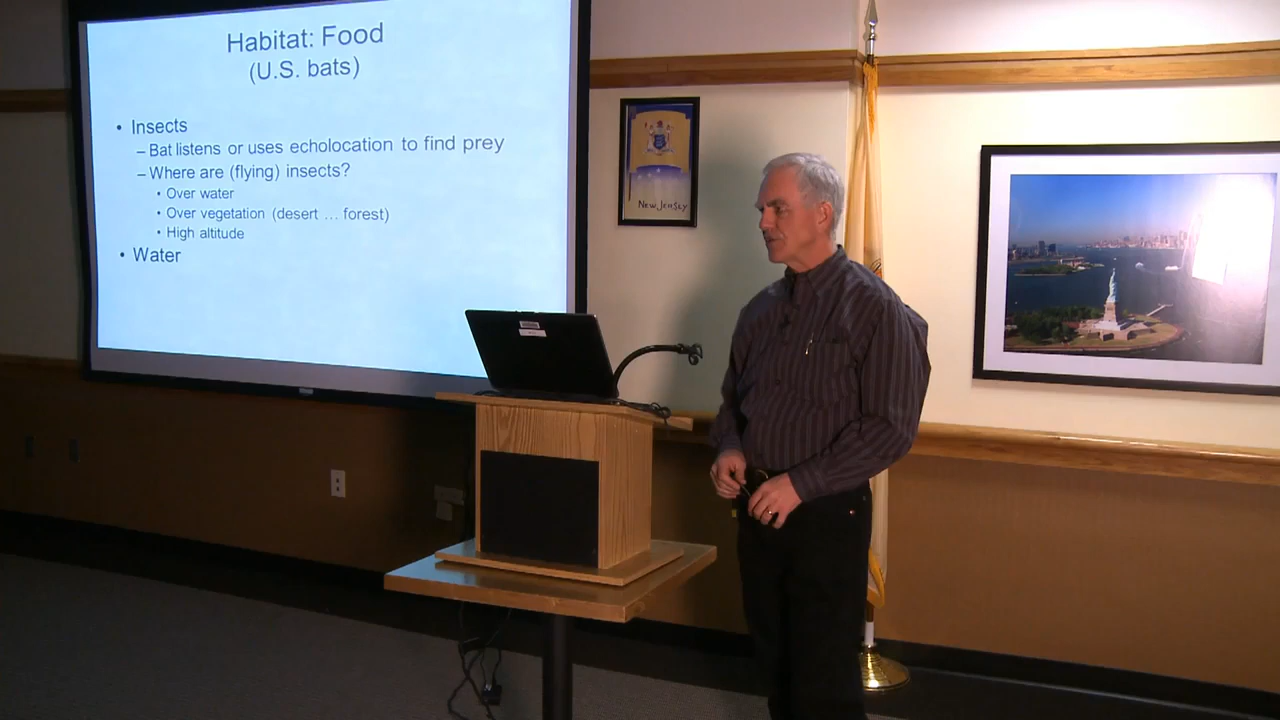 Habitat: Food
(U.S. bats)
• Insects
– Bat listens or uses echolocation to find prey
– Where are (flying) insects?
• Over water
• Over vegetation (desert … forest)
• High altitude
• Water
New Jersey